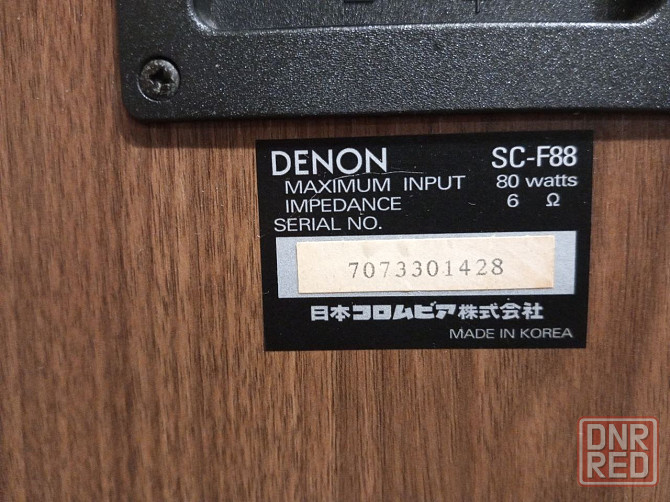 DENON SC-F88
MAXIMUM INPUT 80 watts
IMPEDANCE 6 Ω
SERIAL NO.
7073301428
日本コロムビア株式会社
MADE IN KOREA
DNR
RED